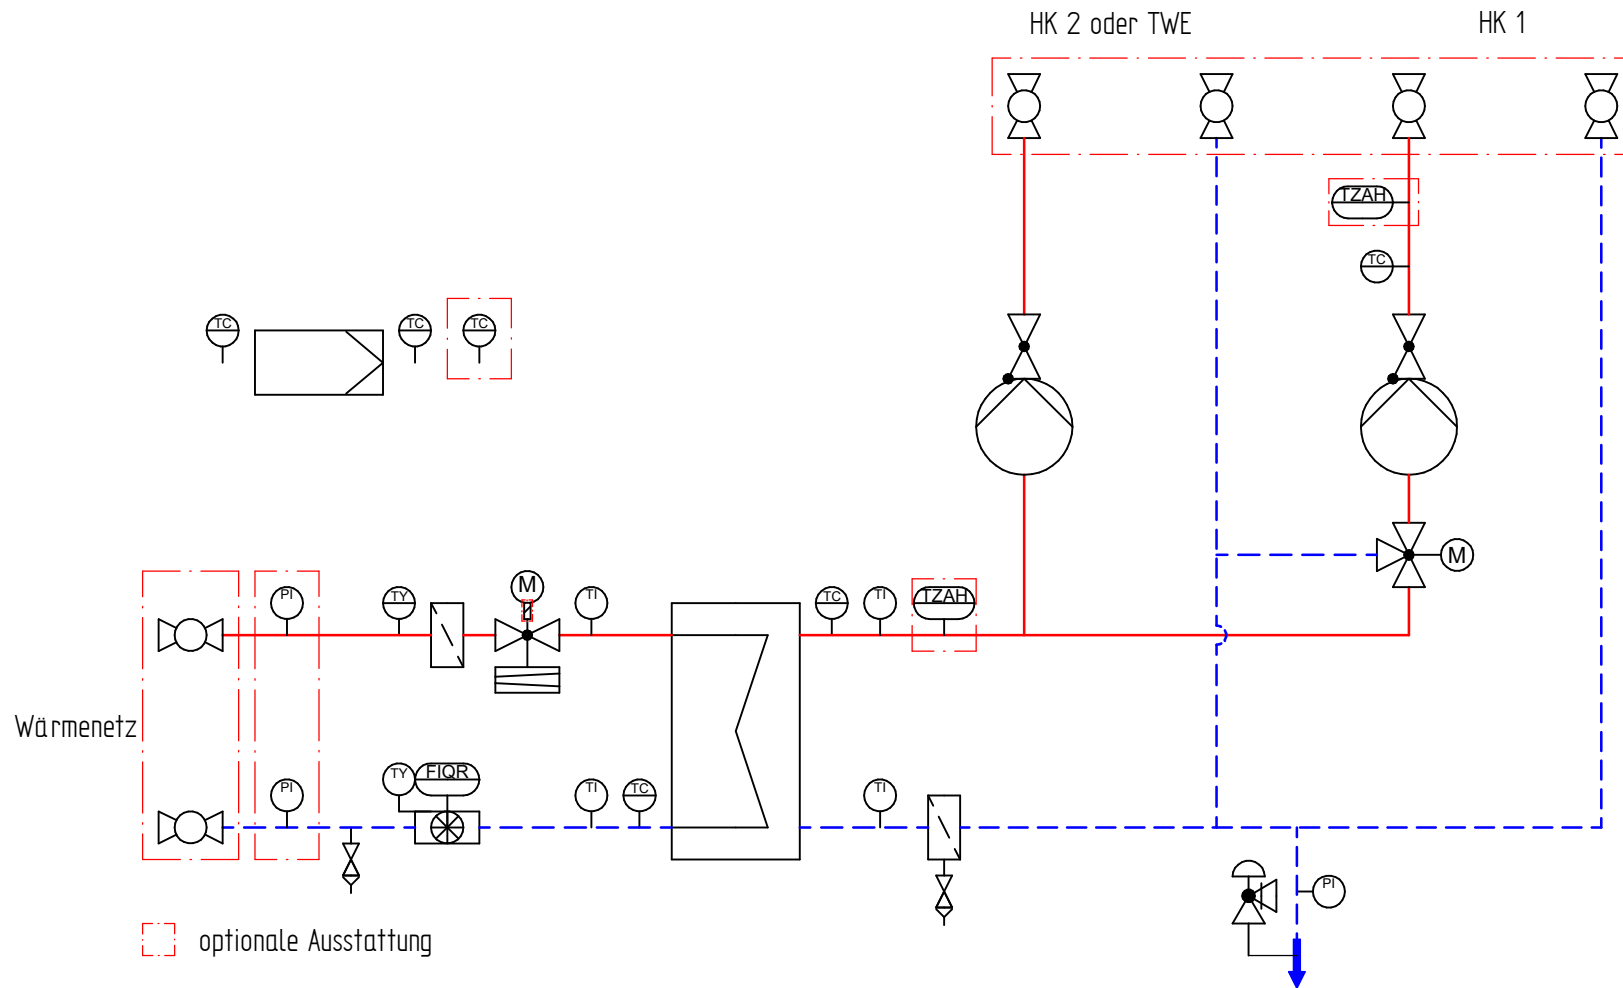 HK 2 oder TWE
HK 1
TZAH
TC
TC
TC
TC
M
PI
TY
M
TI
TC
TI
TZAH
Wärmenetz
PI
TY
FIQR
TI
TC
TI
PI
optionale Ausstattung